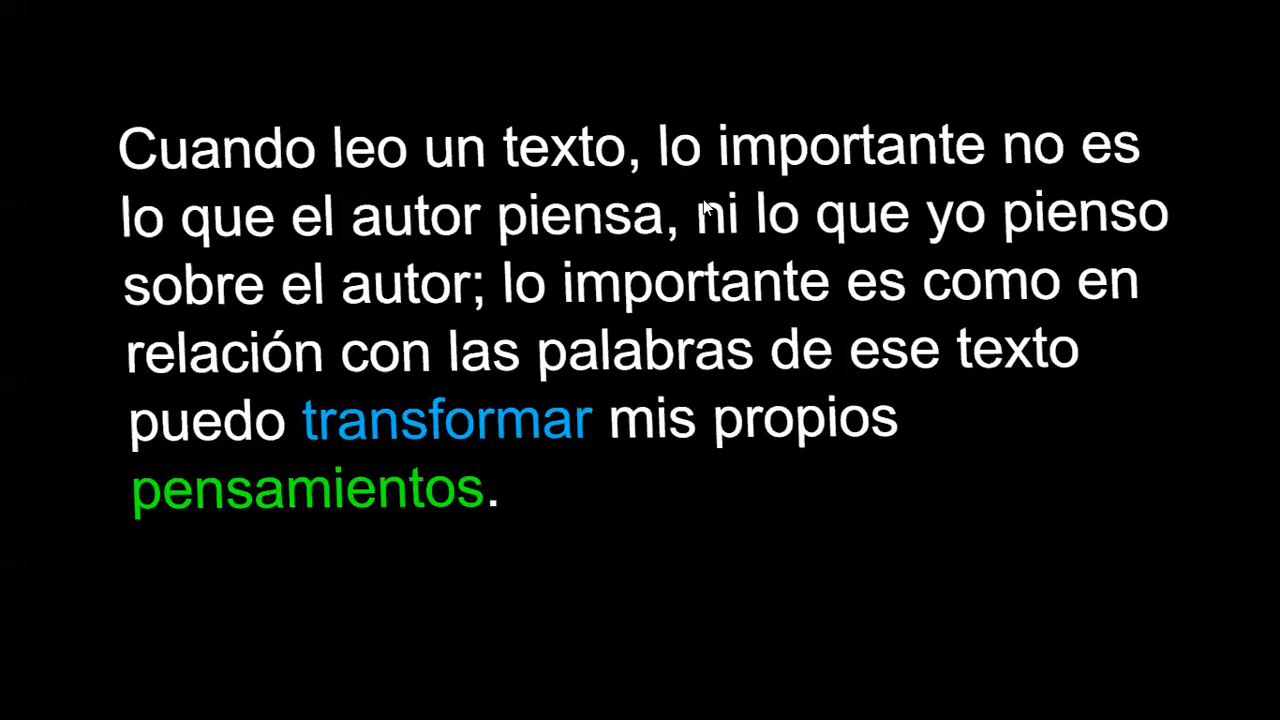 Cuando leo un texto, lo importante no es
lo que el autor piensa, ni lo que yo pienso
sobre el autor; lo importante es como en
relación con las palabras de ese texto
puedo transformar mis propios
pensamientos.